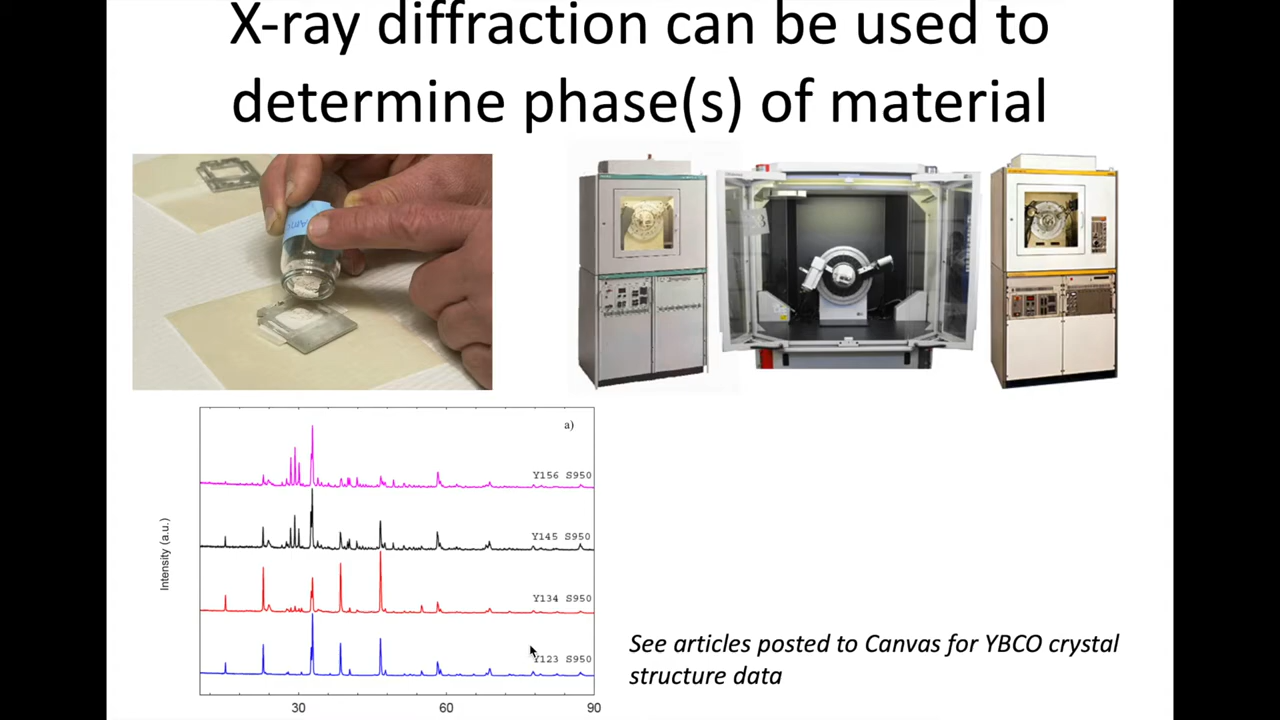 X-ray diffraction can be used to
determine phase(s) of material
a)
Y156 S950
Y145 S950
Y134 S950
Y123 S950
Intensity (a.u.)
30 60 90
See articles posted to Canvas for YBCO crystal
structure data